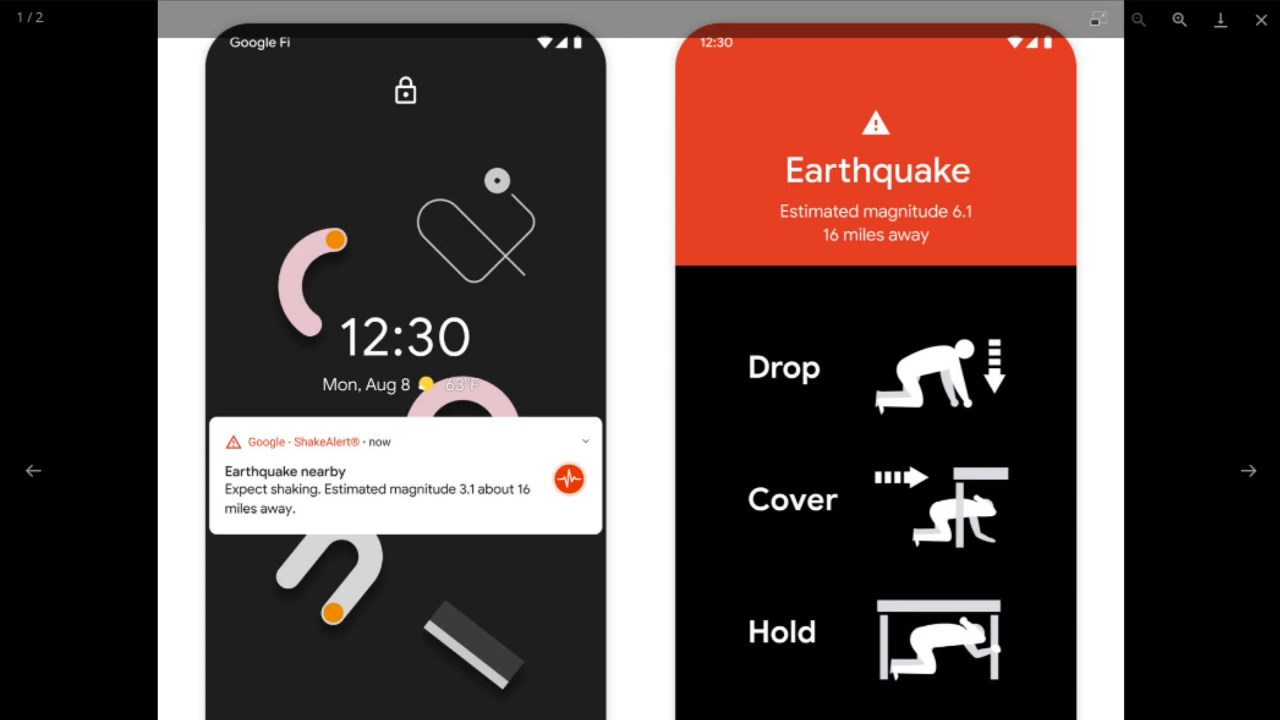 1 / 2
Google Fi
12:30
Mon, Aug 8 63°F
Google - ShakeAlert® • now
Earthquake nearby
Expect shaking. Estimated magnitude 3.1 about 16
miles away.
12:30
Earthquake
Estimated magnitude 6.1
16 miles away
Drop
Cover
Hold